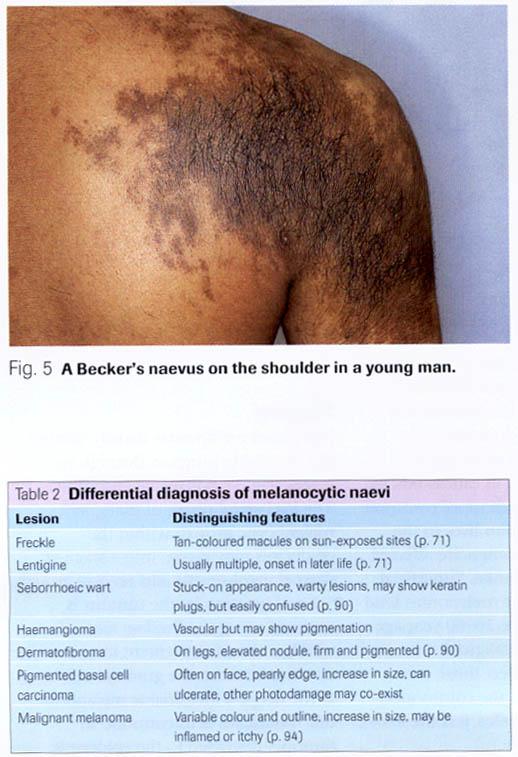 Fig. 5 A Becker's naevus on the shoulder in a young man.
Table 2 Differential diagnosis of melanocytic naevi
Lesion Distinguishing features
Freckle Tan-coloured macules on sun-exposed sites (p. 71)
Lentigine Usually multiple, onset in later life (p. 71)
Seborrhoeic wart Stuck-on appearance, warty lesions, may show keratin
plugs, but easily confused (p. 90)
Haemangioma Vascular but may show pigmentation
Dermatofibroma On legs, elevated nodule, firm and pigmented (p. 90)
Pigmented basal cell Often on face, pearly edge, increase in size, can
carcinoma ulcerate, other photodamage may co-exist
Malignant melanoma Variable colour and outline, increase in size, may be
inflamed or itchy (p. 94)